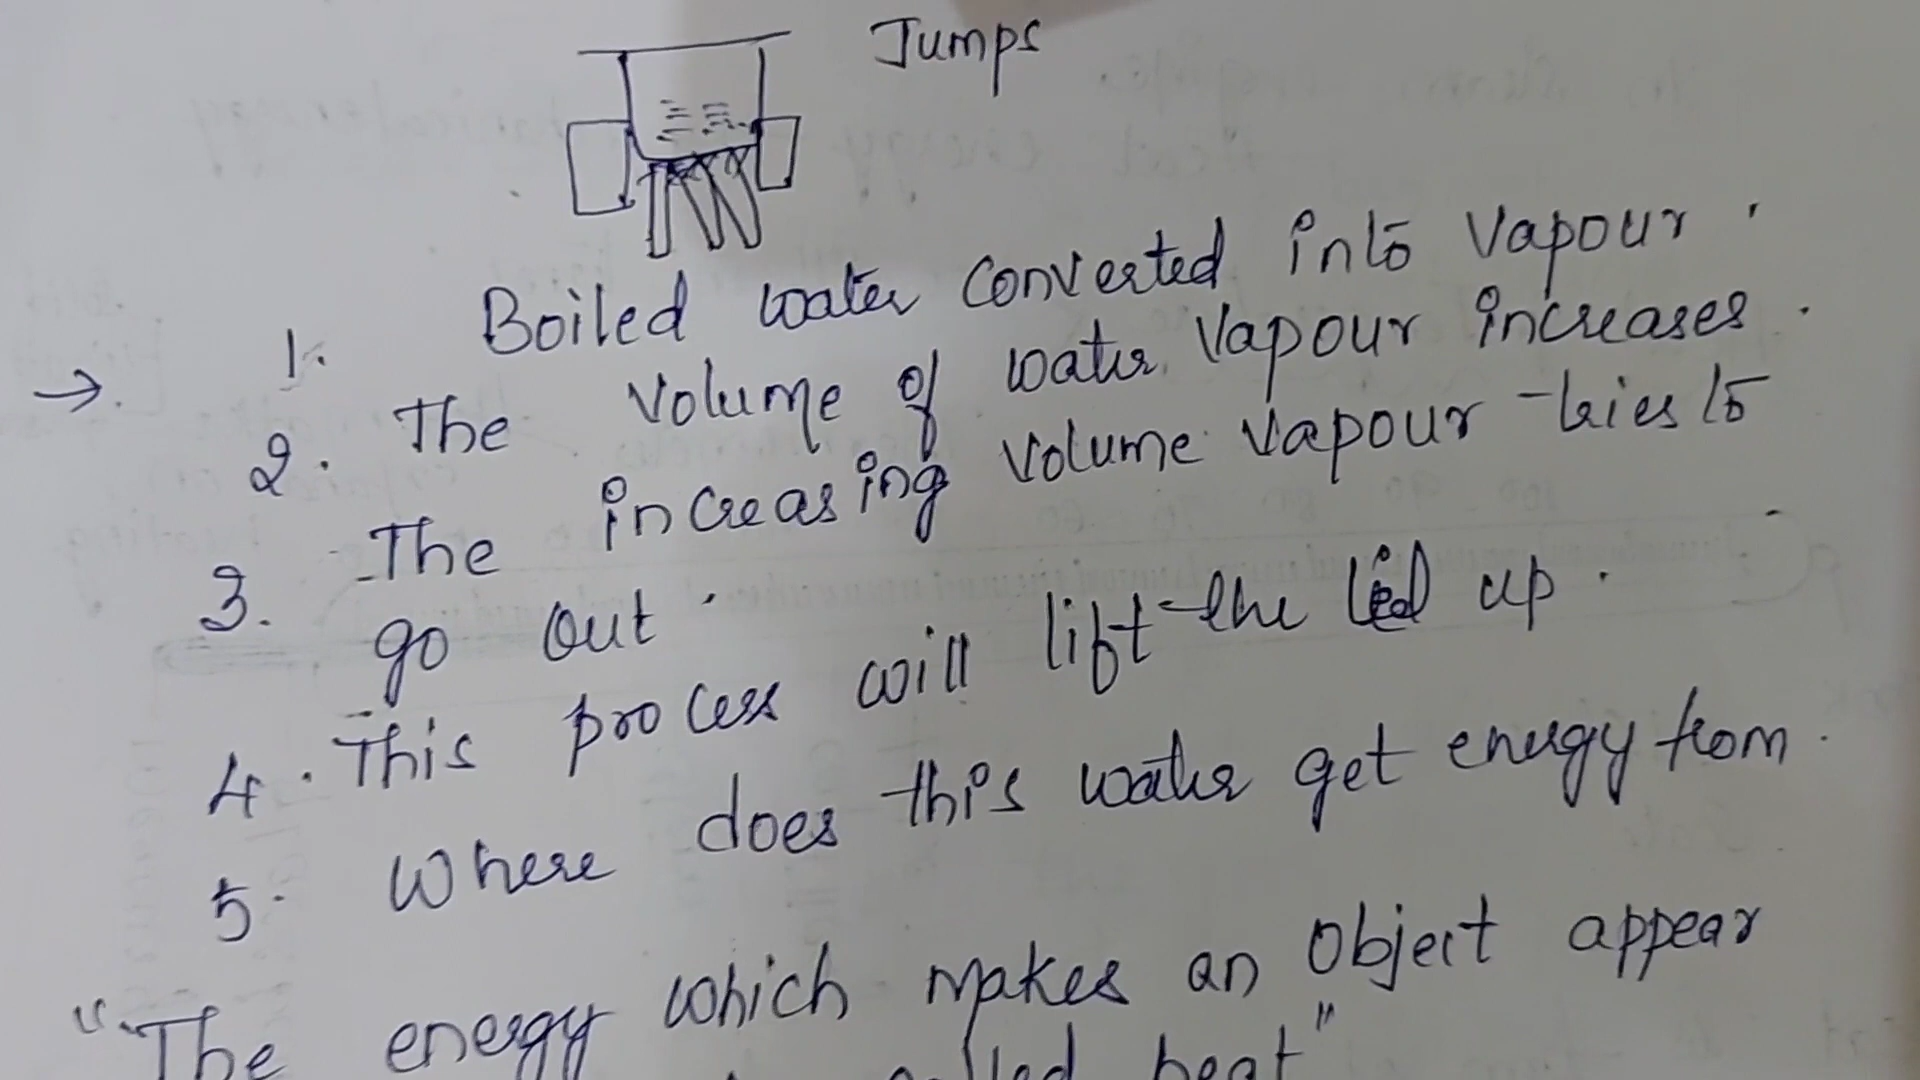 Jumps
1. Boiled water converted into vapour.
2. The volume of water vapour increases.
3. The increasing volume vapour tries to
go out.
4. This process will lift the lid up.
5. Where does this water get energy from.
"The energy which makes an object appear
called heat"